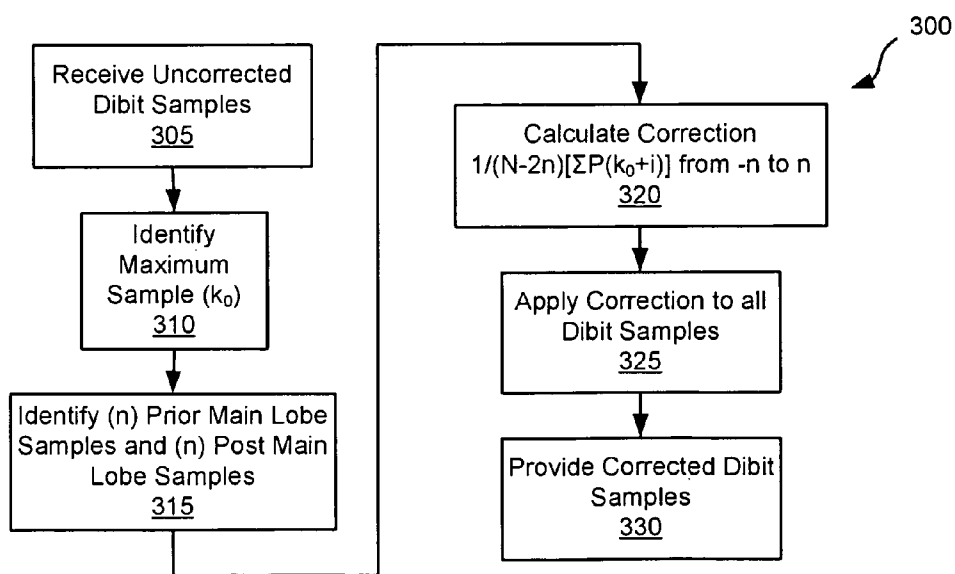 300
Receive Uncorrected
Dibit Samples
305
Identify
Maximum
Sample (k₀)
310
Identify (n) Prior Main Lobe
Samples and (n) Post Main
Lobe Samples
315
Calculate Correction
1/(N-2n)[ΣP(k₀+i)] from -n to n
320
Apply Correction to all
Dibit Samples
325
Provide Corrected Dibit
Samples
330